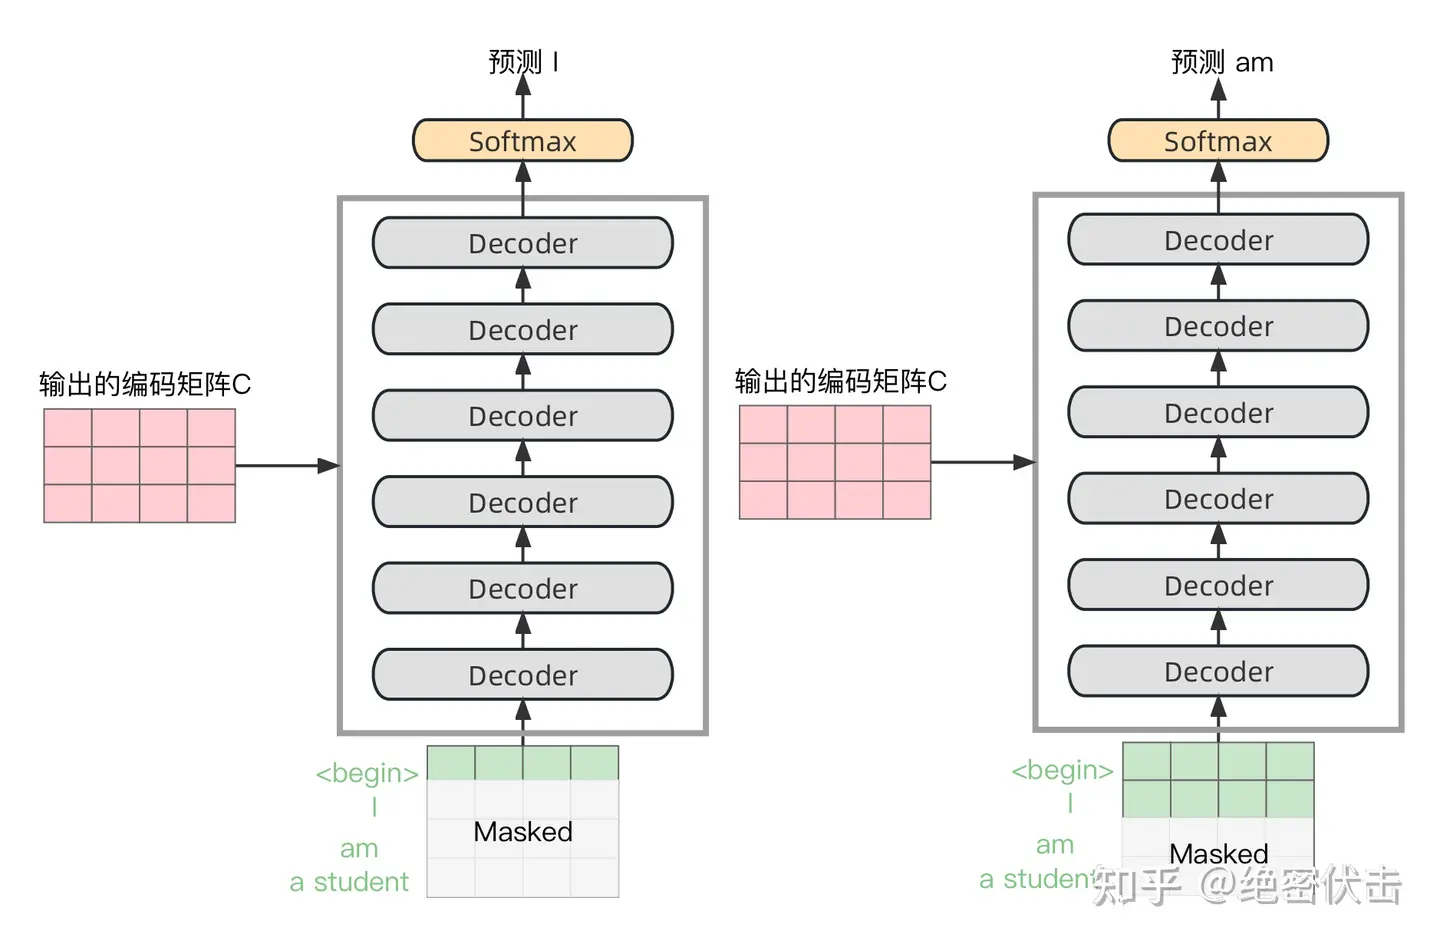 预测 I
Softmax
Decoder
Decoder
Decoder
Decoder
Decoder
Decoder
输出的编码矩阵C
<begin>
I
am
a student
Masked
预测 am
Softmax
Decoder
Decoder
Decoder
Decoder
Decoder
Decoder
输出的编码矩阵C
<begin>
I
am
a student
Masked
知乎 @绝密伏击